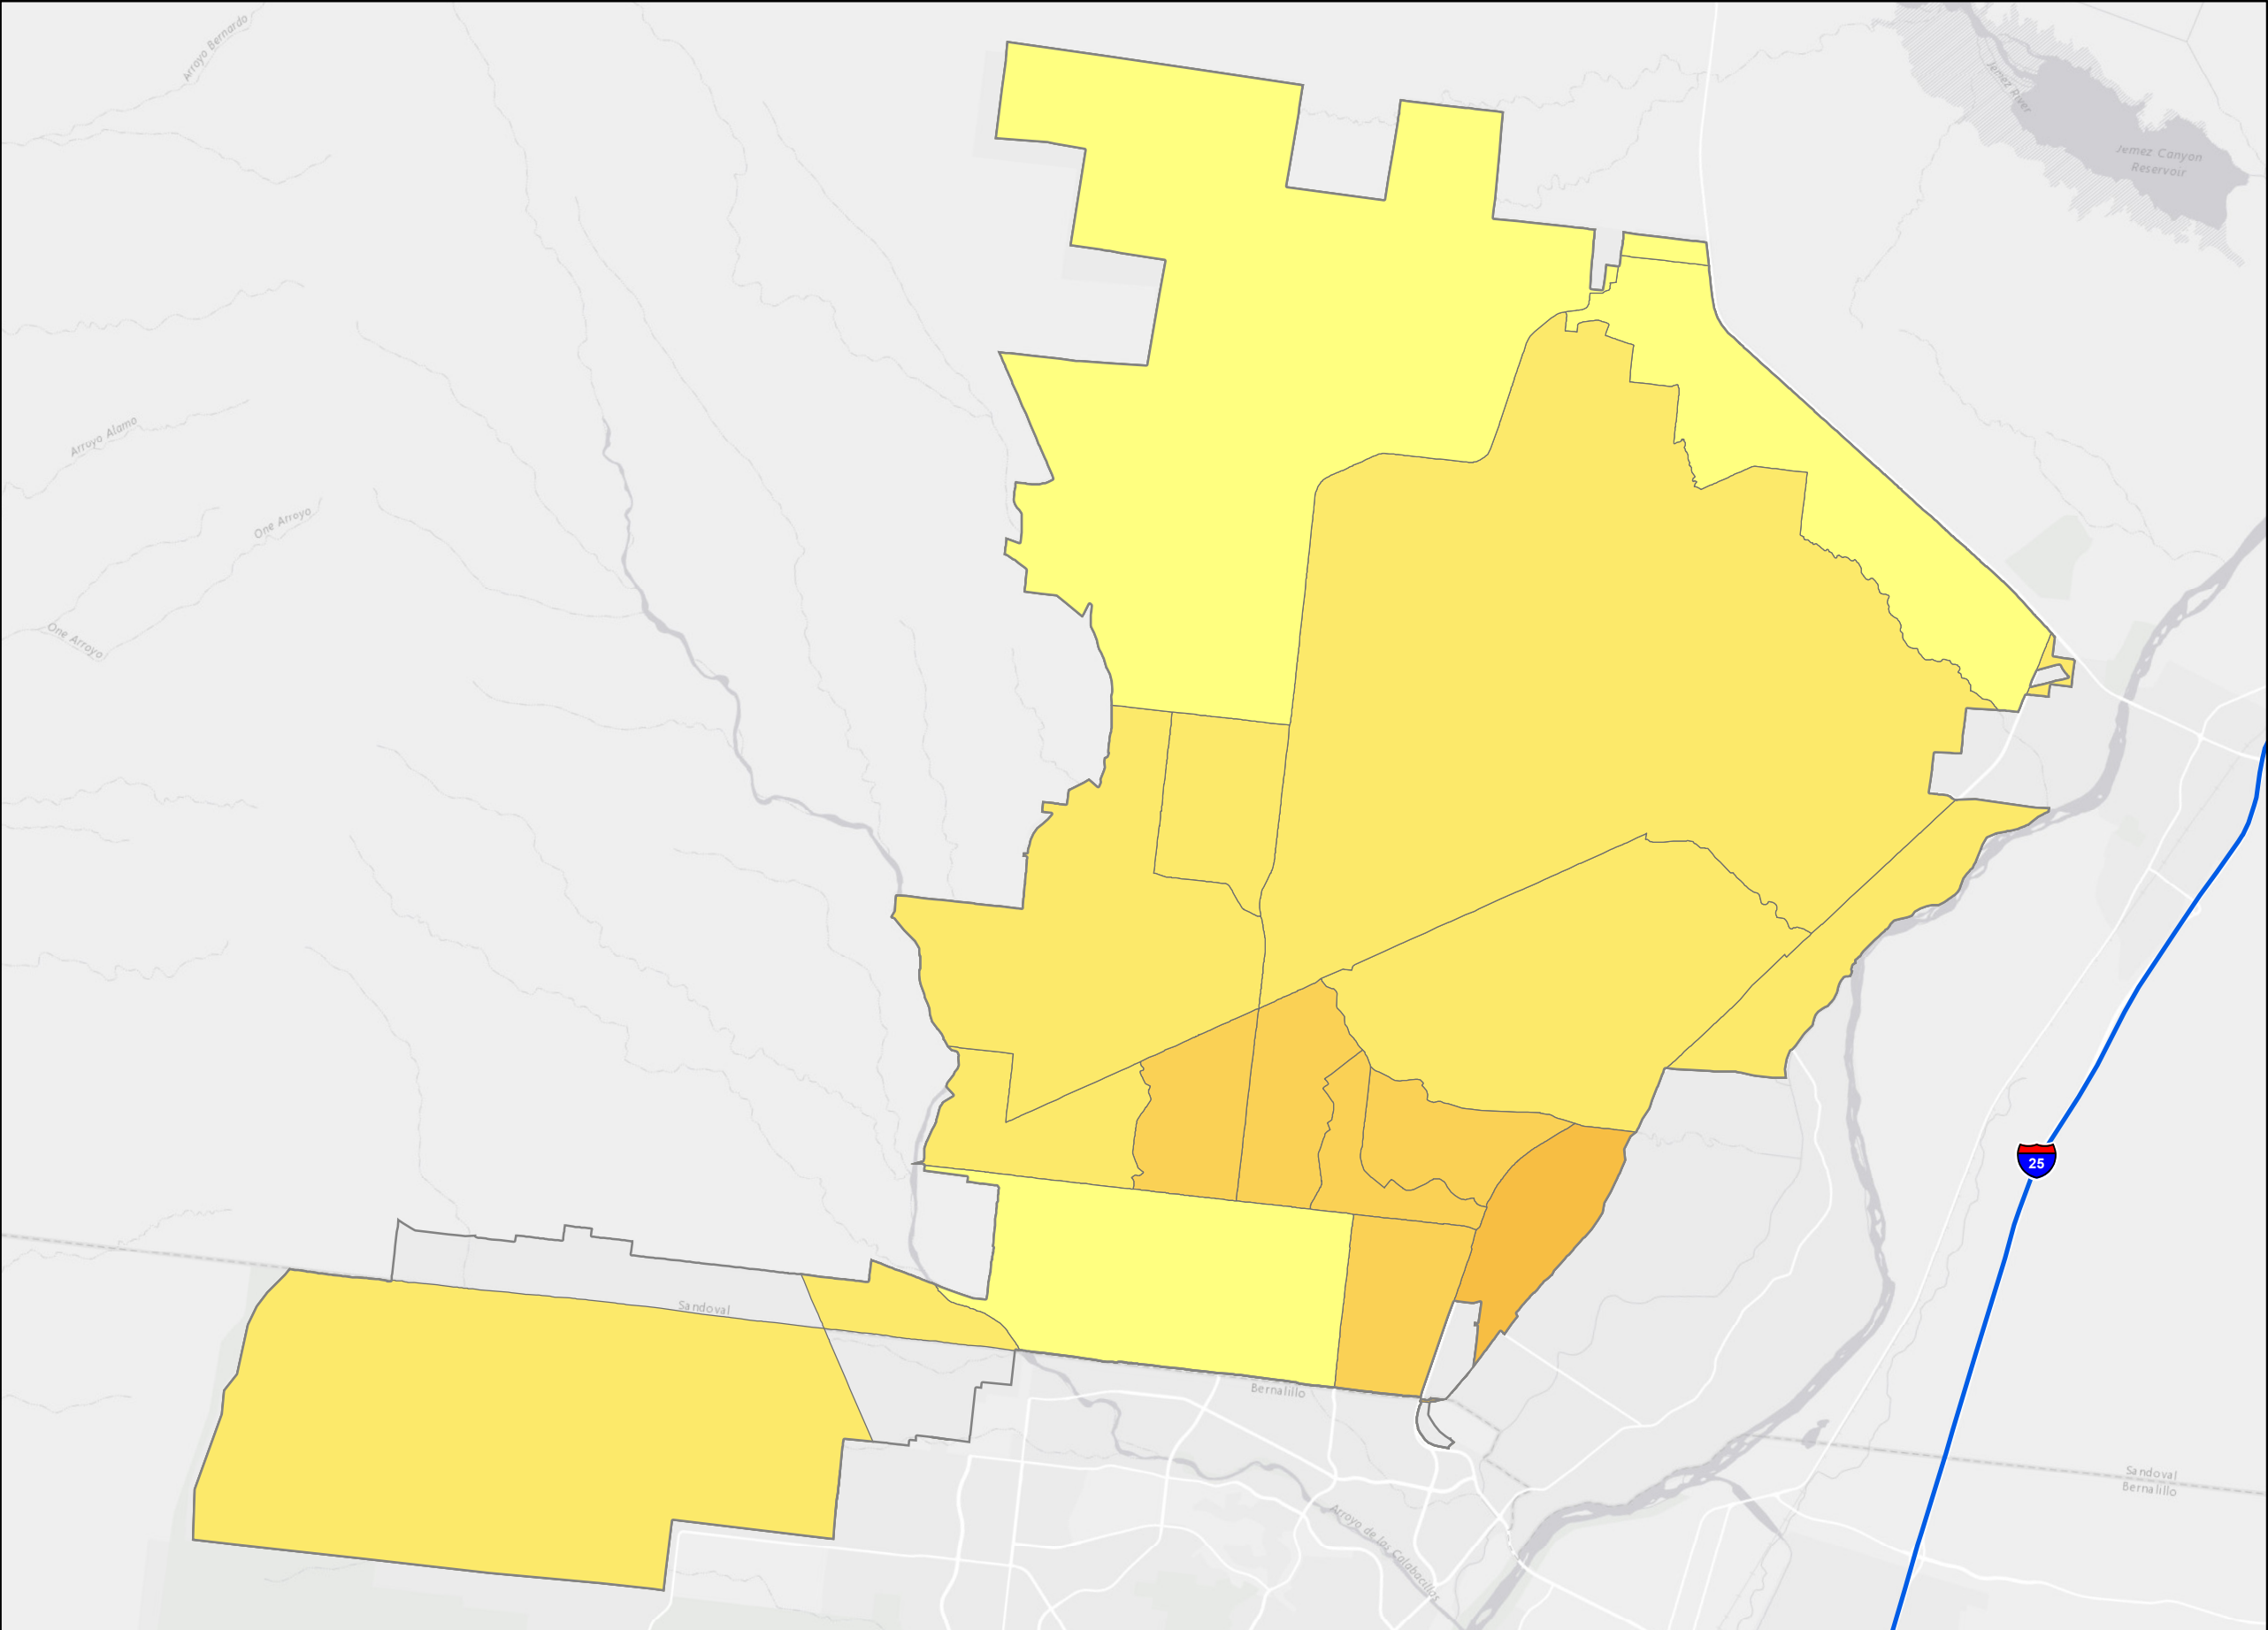 Arroyo Bernardo
Jemez River
Jemez Canyon
Reservoir
Arroyo Alamo
One Arroyo
One Arroyo
25
Sandoval
Bernalillo
Sandoval
Bernalillo
Arroyo de las Calabacillas